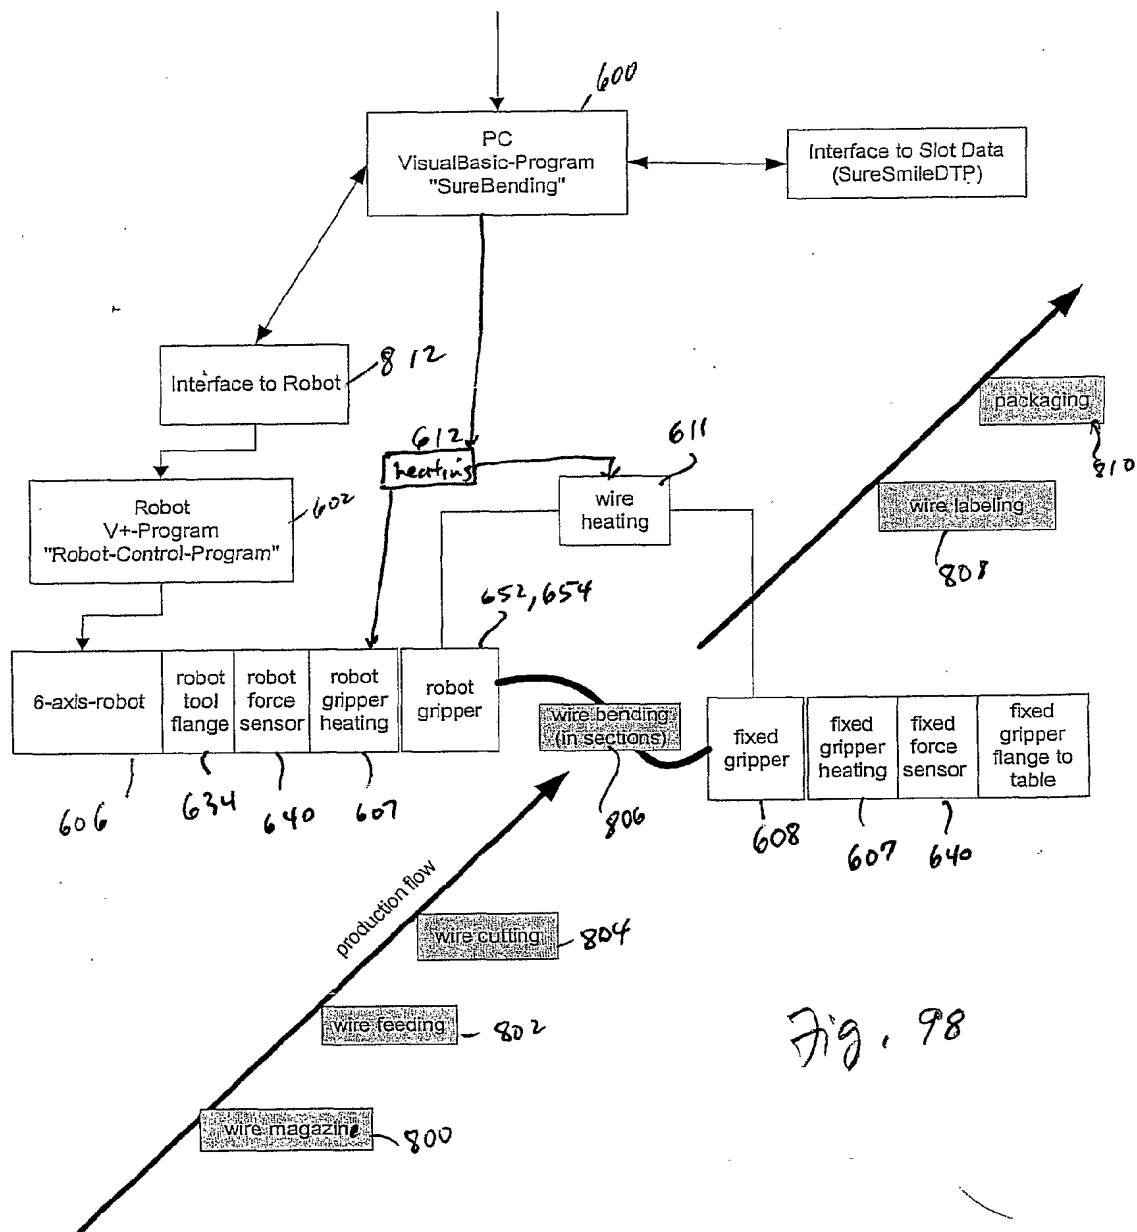 600
PC
VisualBasic-Program
"SureBending"
Interface to Slot Data
(SureSmileDTP)
Interface to Robot
812
612
heating
611
wire
heating
packaging
810
wire labeling
808
Robot
V+-Program
"Robot-Control-Program"
602
652, 654
6-axis-robot
robot
tool
flange
robot
force
sensor
robot
gripper
heating
robot
gripper
wire bending
(in sections)
fixed
gripper
fixed
gripper
heating
fixed
force
sensor
fixed
gripper
flange to
table
606
634
640
607
806
608
607
640
production flow
wire cutting
804
wire feeding
802
wire magazine
800
Fig. 98